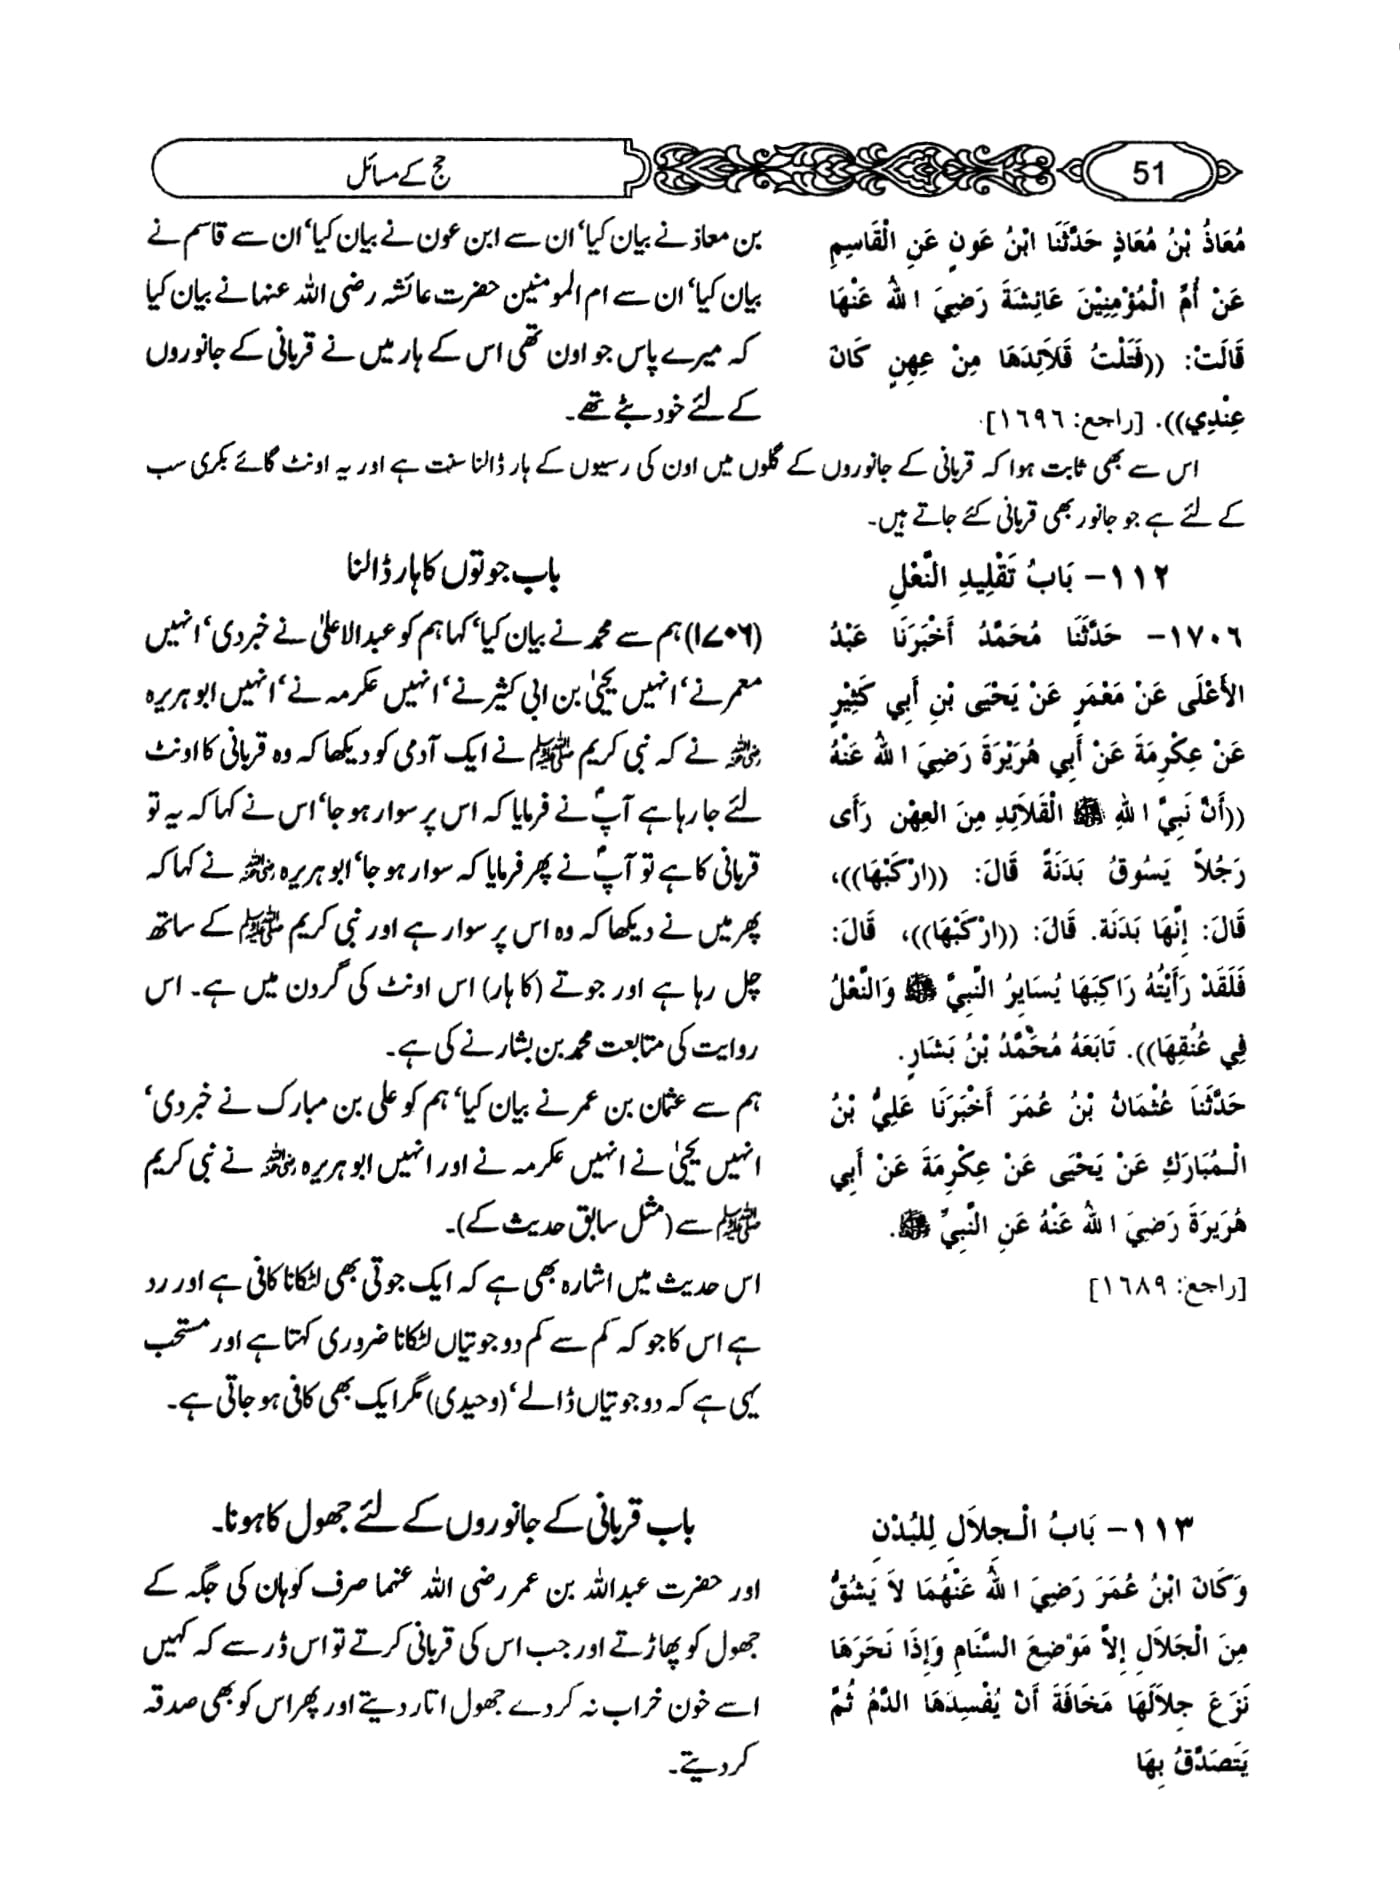 51
حج کے مسائل
مُعَاذُ بْنُ مُعَاذٍ حَدَّثَنَا ابْنُ عَونٍ عَنِ الْقَاسِمِ
عَنْ أُمِّ الْمُؤْمِنِيْنَ عَائِشَةَ رَضِيَ اللهُ عَنْهَا
قَالَتْ: ((فَتَلْتُ قَلاَئِدَهَا مِنْ عِهِنٍ كَانَ
عِنْدِي)). [راجع: ١٦٩٦].
بن معاذ نے بیان کیا‘ ان سے ابن عون نے بیان کیا‘ ان سے قاسم نے
بیان کیا‘ ان سے ام المومنین حضرت عائشہ رضی اللہ عنہا نے بیان کیا
کہ میرے پاس جو اون تھی اس کے ہار میں نے قربانی کے جانوروں
کے لئے خود بٹے تھے۔
اس سے بھی ثابت ہوا کہ قربانی کے جانوروں کے گلوں میں اون کی رسیوں کے ہار ڈالنا سنت ہے اور یہ اونٹ گائے بکری سب
کے لئے ہے جو جانور بھی قربانی کئے جاتے ہیں۔
١١٢- بَابُ تَقْلِيدِ النَّعْلِ
١٧٠٦- حَدَّثَنَا مُحَمَّدُ أَخْبَرَنَا عَبْدُ
الأَعْلَى عَنْ مَعْمَرٍ عَنْ يَحْيَى بْنِ أَبِي كَثِيْرٍ
عَنْ عِكْرِمَةَ عَنْ أَبِي هُرَيْرَةَ رَضِيَ اللهُ عَنْهُ
((أَنَّ نَبِيَّ اللهِ ﷺ الْقَلاَئِدِ مِنَ العِهْنِ رَأَى
رَجُلاً يَسُوقُ بَدَنَةً قَالَ: ((ارْكَبْهَا))،
قَالَ: إِنَّهَا بَدَنَة. قَالَ: ((ارْكَبْهَا))، قَالَ:
فَلَقَدْ رَأَيْتُهُ رَاكِبَهَا يُسَايِرُ النَّبِيَّ ﷺ وَالنَّعْلُ
فِي عُنُقِهَا)). تَابَعَهُ مُحَمَّدُ بْنُ بَشَارٍ.
حَدَّثَنَا عُثْمَانُ بْنُ عُمَرَ أَخْبَرَنَا عَلِيُّ بْنُ
الْـمُبَارَكِ عَنْ يَحْيَى عَنْ عِكْرِمَةَ عَنْ أَبِي
هُرَيرَةَ رَضِيَ اللهُ عَنْهُ عَنِ النَّبِيِّ ﷺ.
[راجع: ١٦٨٩]
باب جوتوں کا ہار ڈالنا
(۱۷۰۶) ہم سے محمد نے بیان کیا‘ کہا ہم کو عبدالاعلیٰ نے خبر دی‘ انہیں
معمر نے‘ انہیں یحییٰ بن ابی کثیر نے‘ انہیں عکرمہ نے‘ انہیں ابو ہریرہ
رضی اللہ عنہ نے کہ نبی کریم ﷺ نے ایک آدمی کو دیکھا کہ وہ قربانی کا اونٹ
لئے جا رہا ہے آپؐ نے فرمایا کہ اس پر سوار ہو جا‘ اس نے کہا کہ یہ تو
قربانی کا ہے تو آپؐ نے پھر فرمایا کہ سوار ہو جا‘ ابو ہریرہ رضی اللہ عنہ نے کہا کہ
پھر میں نے دیکھا کہ وہ اس پر سوار ہے اور نبی کریم ﷺ کے ساتھ
چل رہا ہے اور جوتے (کا ہار) اس اونٹ کی گردن میں ہے۔ اس
روایت کی متابعت محمد بن بشار نے کی ہے۔
ہم سے عثمان بن عمر نے بیان کیا‘ ہم کو علی بن مبارک نے خبر دی‘
انہیں یحییٰ نے انہیں عکرمہ نے اور انہیں ابو ہریرہ رضی اللہ عنہ نے نبی کریم
ﷺ سے (مثل سابق حدیث کے)۔
اس حدیث میں اشارہ بھی ہے کہ ایک جوتی بھی لٹکانا کافی ہے اور رد
ہے اس کا جو کہ کم سے کم دو جوتیاں لٹکانا ضروری کہتا ہے اور مستحب
یہی ہے کہ دو جوتیاں ڈالے‘ (وحیدی) مگر ایک بھی کافی ہو جاتی ہے۔
١١٣- بَابُ الْـجِلاَلِ لِلبُدْنِ
وَكَانَ ابْنُ عُمَرَ رَضِيَ اللهُ عَنْهُمَا لاَ يَشُقُّ
مِنَ الْجَلاَلِ إِلاَّ مَوْضِعَ السَّنَامِ وَإِذَا نَحَرَهَا
نَزَعَ جِلاَلَهَا مَخَافَةَ أَنْ يُفْسِدَهَا الدَّمُ ثُمَّ
يَتَصَدَّقُ بِهَا
باب قربانی کے جانوروں کے لئے جھول کا ہونا۔
اور حضرت عبداللہ بن عمر رضی اللہ عنہما صرف کوہان کی جگہ کے
جھول کو پھاڑتے اور جب اس کی قربانی کرتے تو اس ڈر سے کہ کہیں
اسے خون خراب نہ کر دے جھول اتار دیتے اور پھر اس کو بھی صدقہ
کر دیتے۔